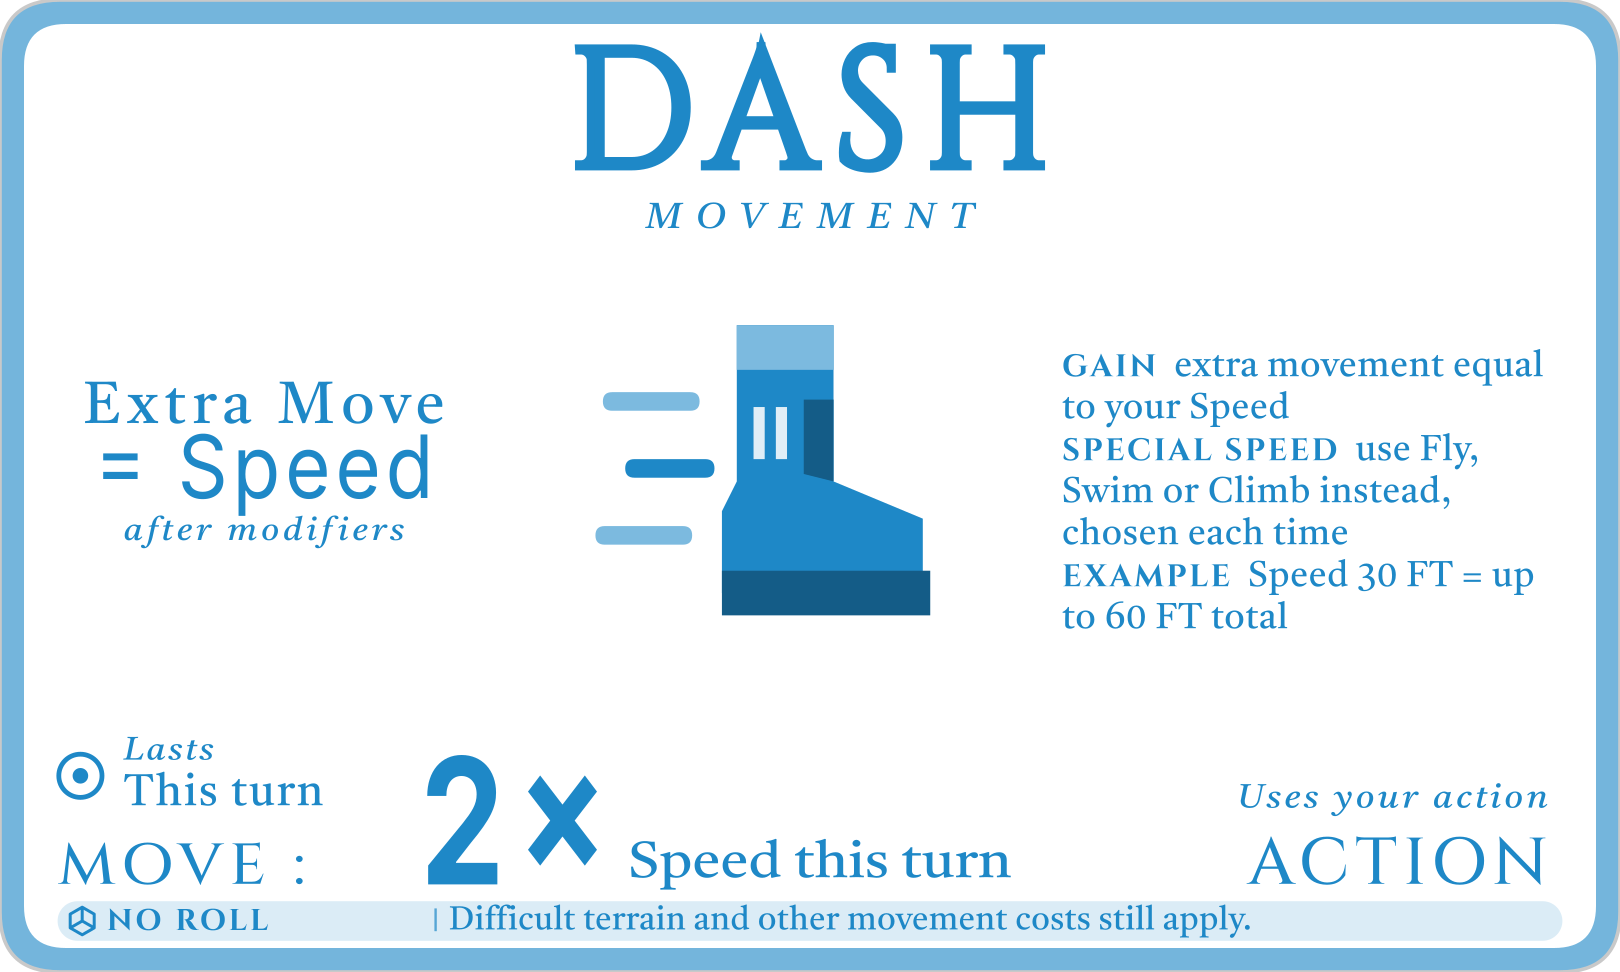 DASH
MOVEMENT
Extra Move
= Speed
after modifiers
GAIN extra movement equal
to your Speed
SPECIAL SPEED use Fly,
Swim or Climb instead,
chosen each time
EXAMPLE Speed 30 FT = up
to 60 FT total
Lasts
This turn
MOVE :
2× Speed this turn
Uses your action
ACTION
NO ROLL
| Difficult terrain and other movement costs still apply.